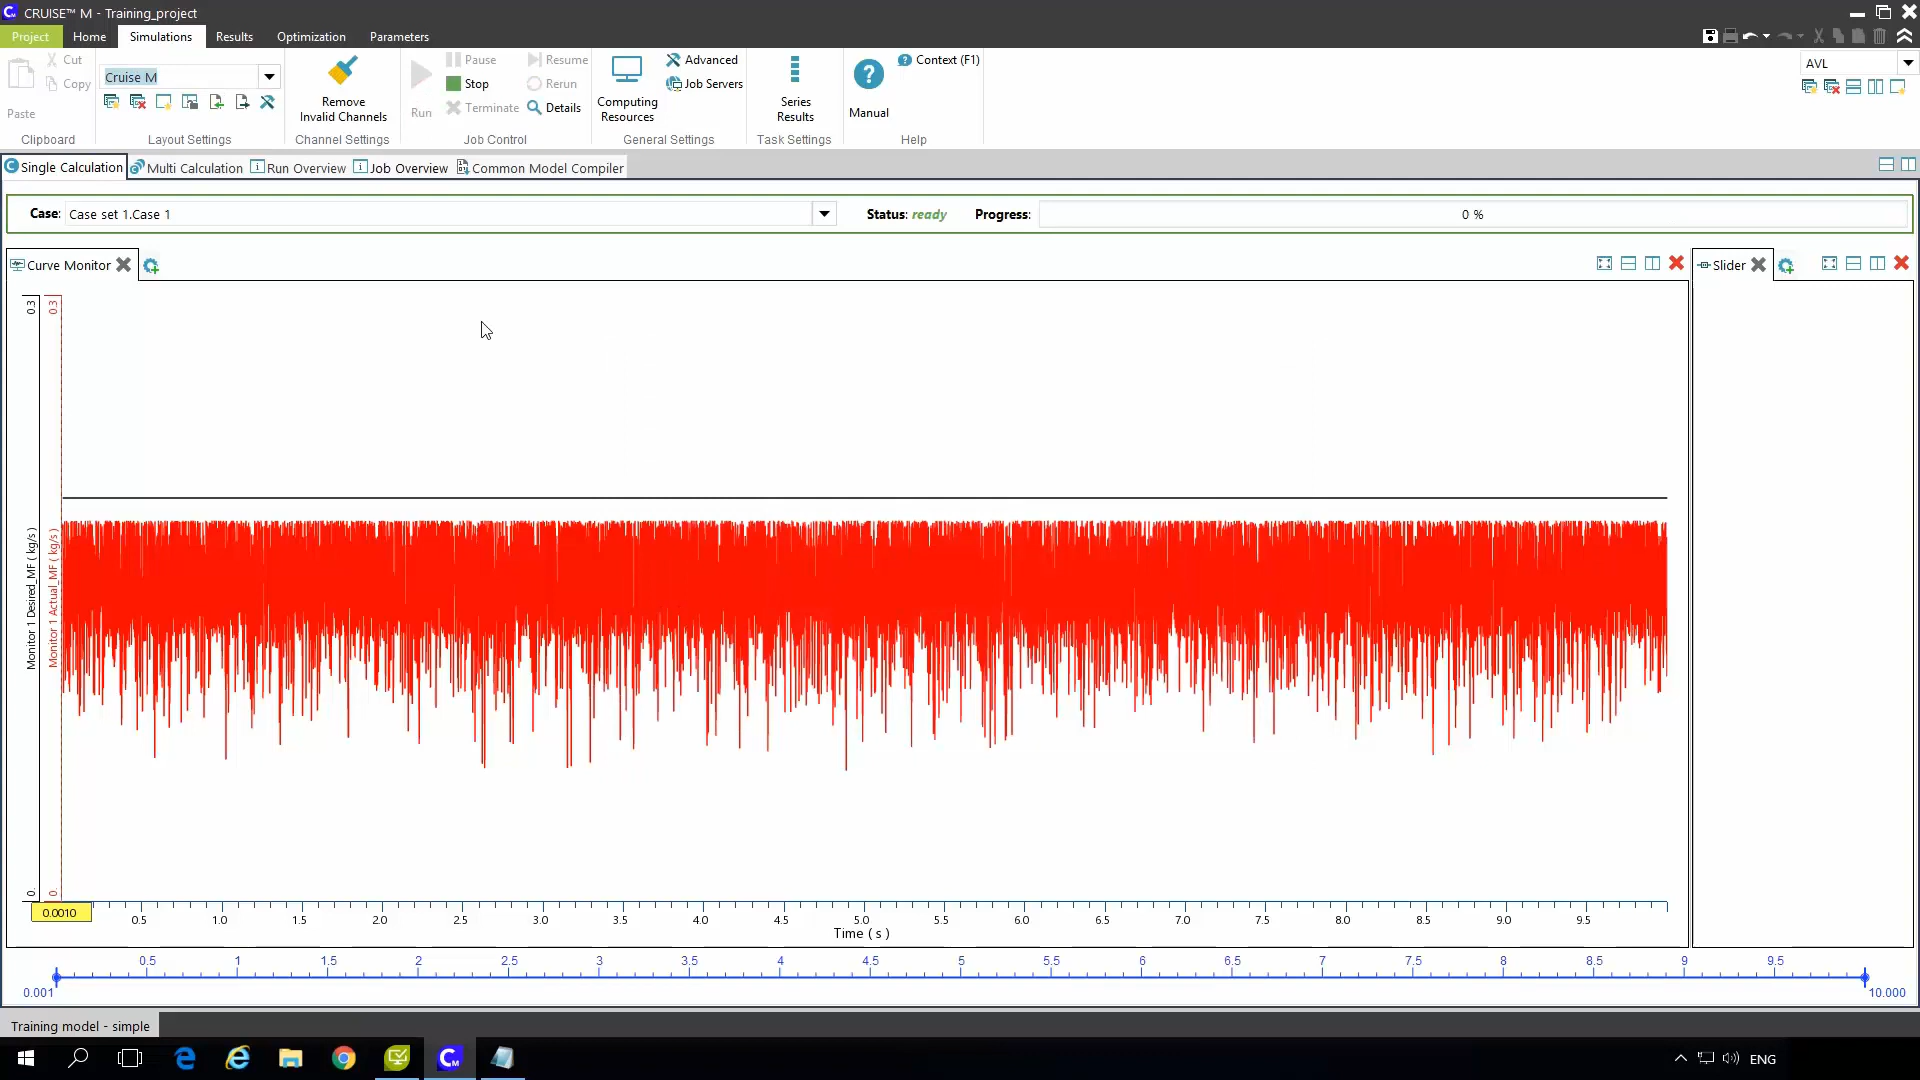 CRUISE™ M - Training_project
Project Home Simulations Results Optimization Parameters
Cut
Copy
Paste
Clipboard
Cruise M
Layout Settings
Remove
Invalid Channels
Channel Settings
Run
Pause
Stop
Terminate
Resume
Rerun
Details
Job Control
Computing
Resources
Advanced
Job Servers
General Settings
Series
Results
Task Settings
Manual
Context (F1)
Help
AVL
Single Calculation Multi Calculation Run Overview Job Overview Common Model Compiler
Case: Case set 1.Case 1 Status: ready Progress: 0 %
Curve Monitor
Slider
0.3
0.3
Monitor 1 Desired_MF ( kg/s )
Monitor 1 Actual_MF ( kg/s )
0.
0.
0.0010
0.5 1.0 1.5 2.0 2.5 3.0 3.5 4.0 4.5 5.0 5.5 6.0 6.5 7.0 7.5 8.0 8.5 9.0 9.5
Time ( s )
0.5 1 1.5 2 2.5 3 3.5 4 4.5 5 5.5 6 6.5 7 7.5 8 8.5 9 9.5
0.001 10.000
Training model - simple
ENG